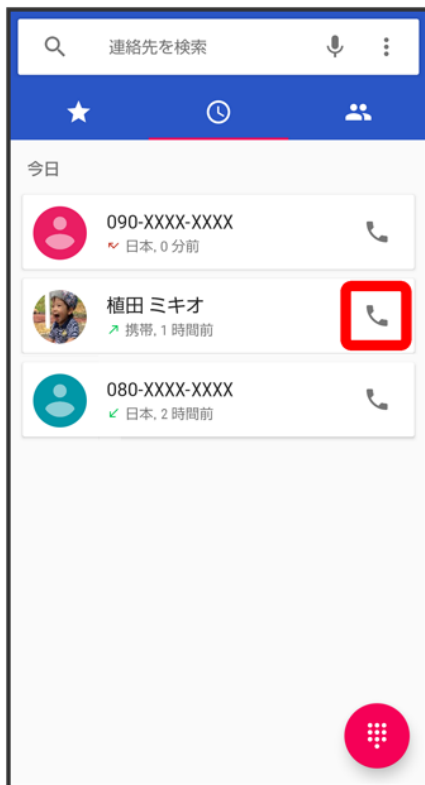 連絡先を検索
今日
090-XXXX-XXXX
日本, 0 分前
植田 ミキオ
携帯, 1 時間前
080-XXXX-XXXX
日本, 2 時間前